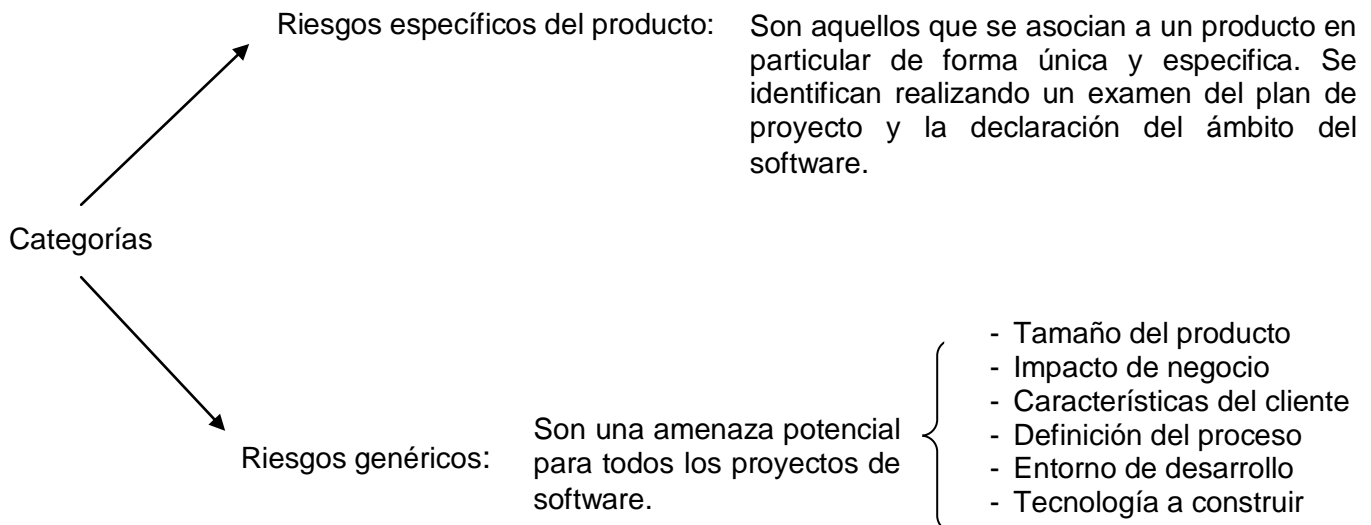 Riesgos específicos del producto:
Son aquellos que se asocian a un producto en
particular de forma única y especifica. Se
identifican realizando un examen del plan de
proyecto y la declaración del ámbito del
software.
Categorías
Riesgos genéricos:
Son una amenaza potencial
para todos los proyectos de
software.
- Tamaño del producto
- Impacto de negocio
- Características del cliente
- Definición del proceso
- Entorno de desarrollo
- Tecnología a construir